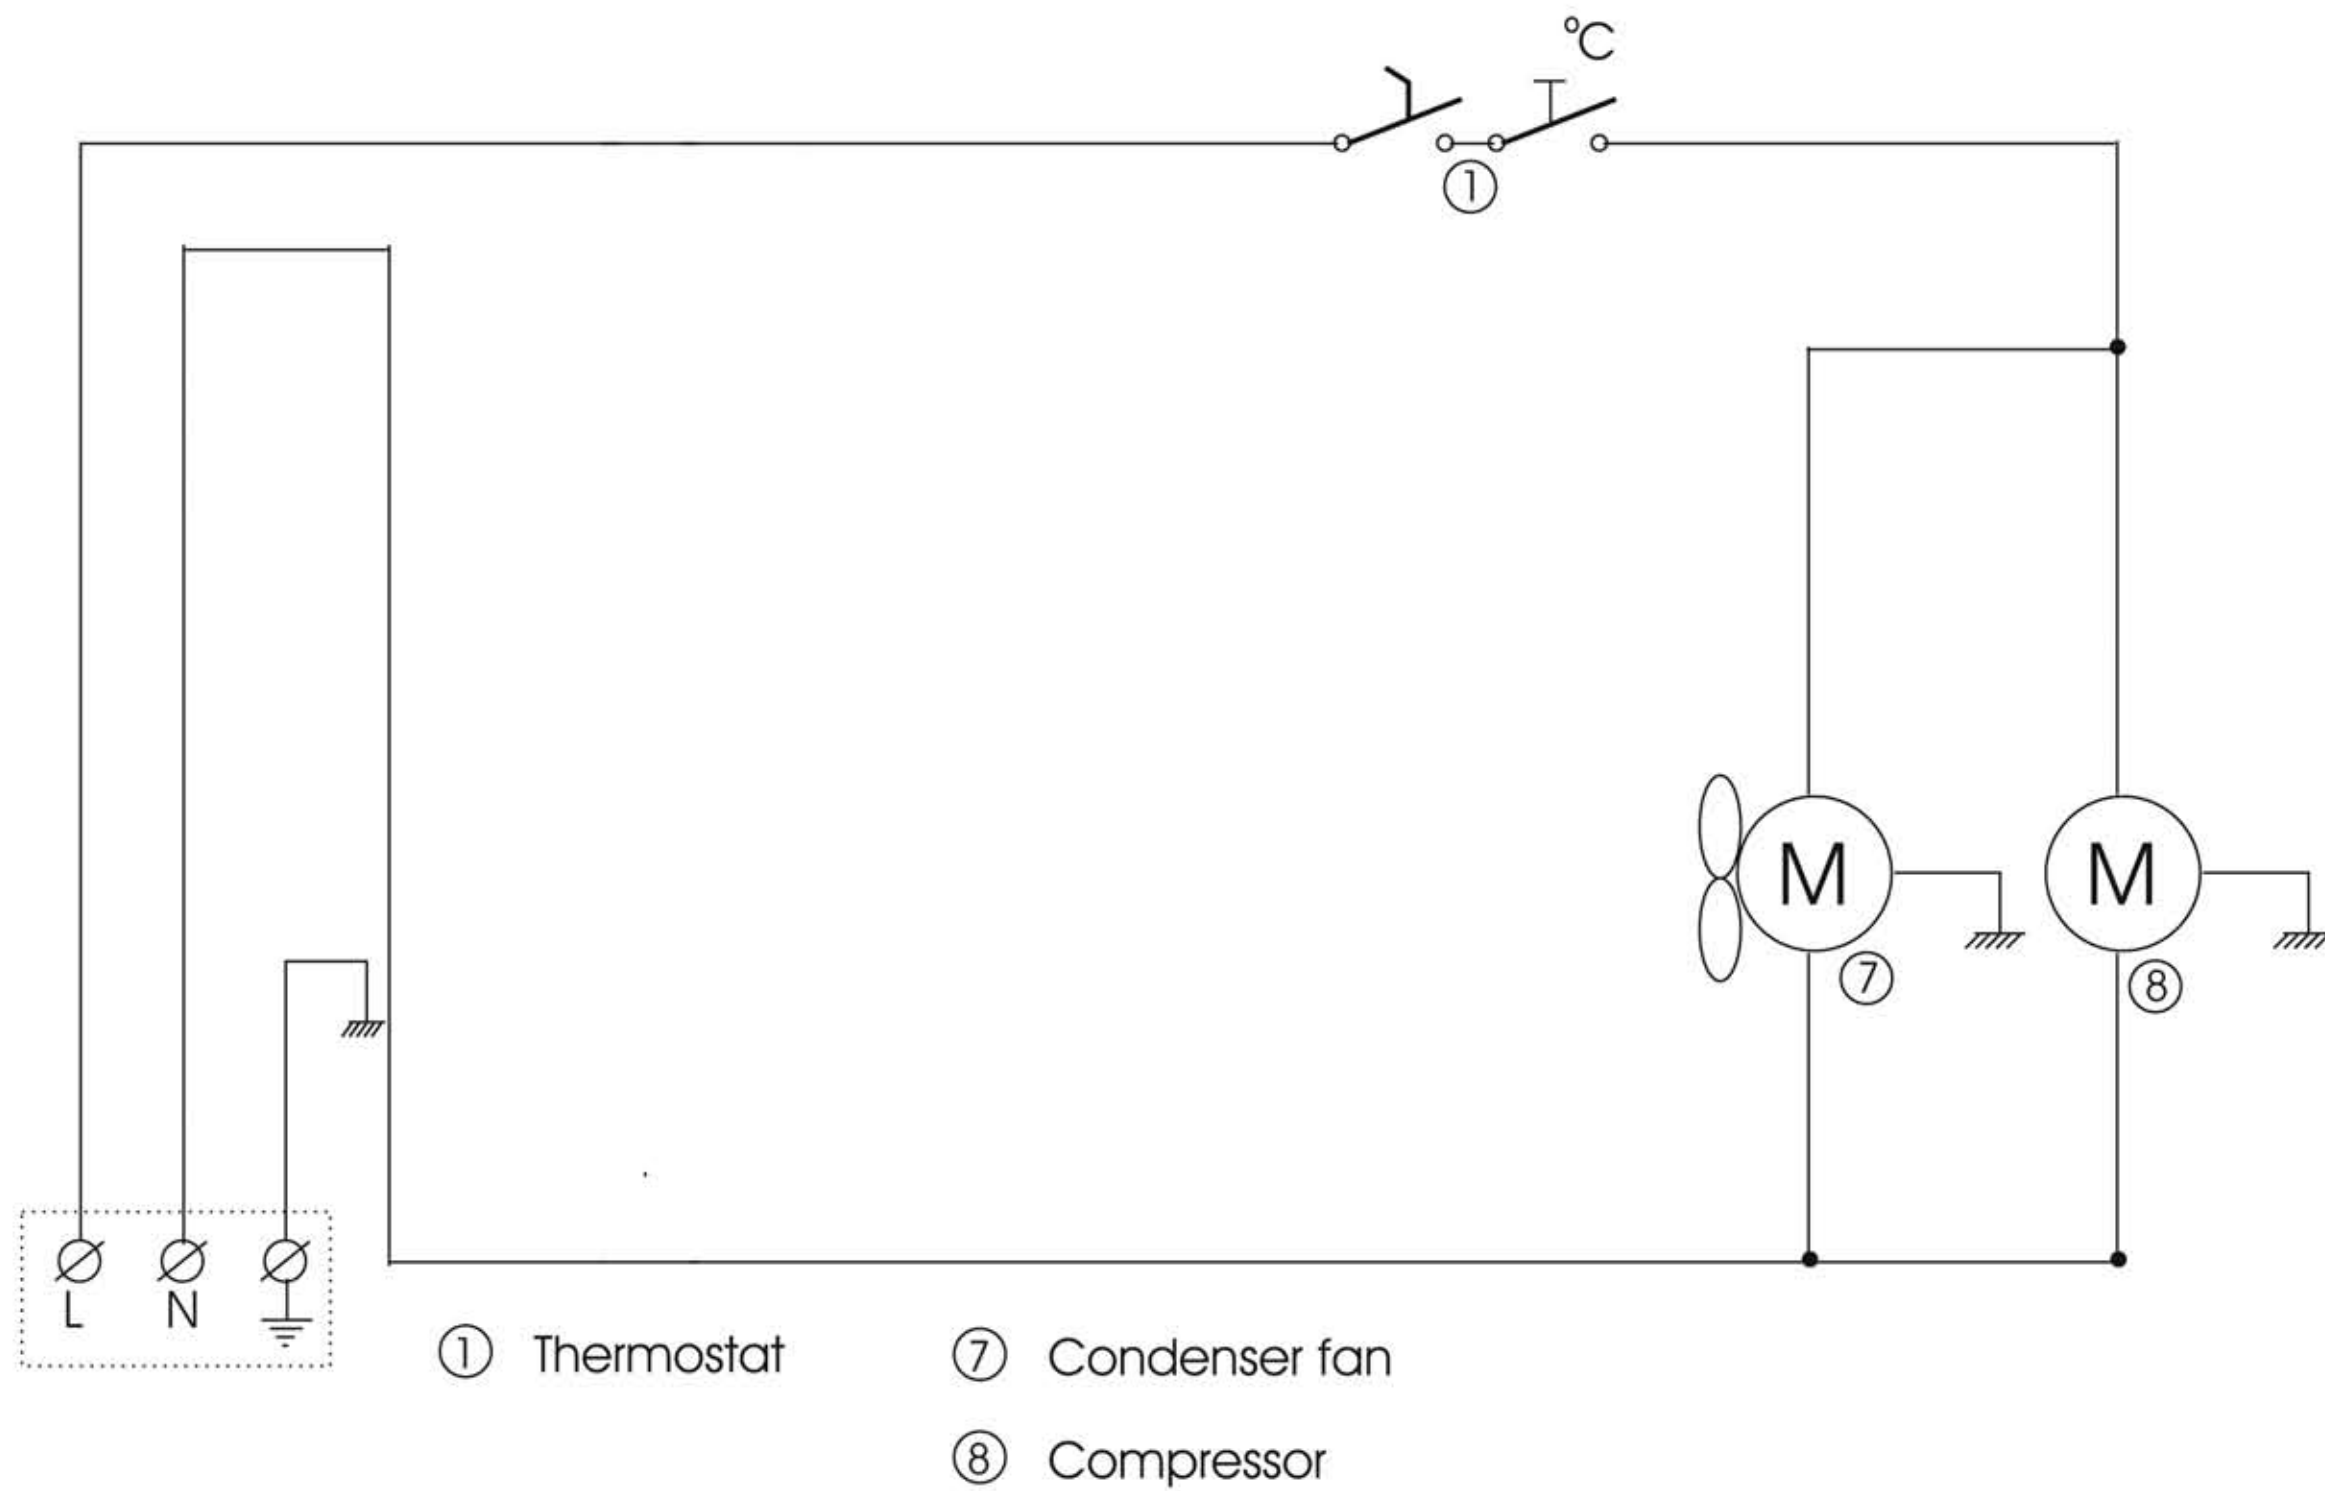 °C
①
M M
⑦
⑧
L N
① Thermostat ⑦ Condenser fan
⑧ Compressor